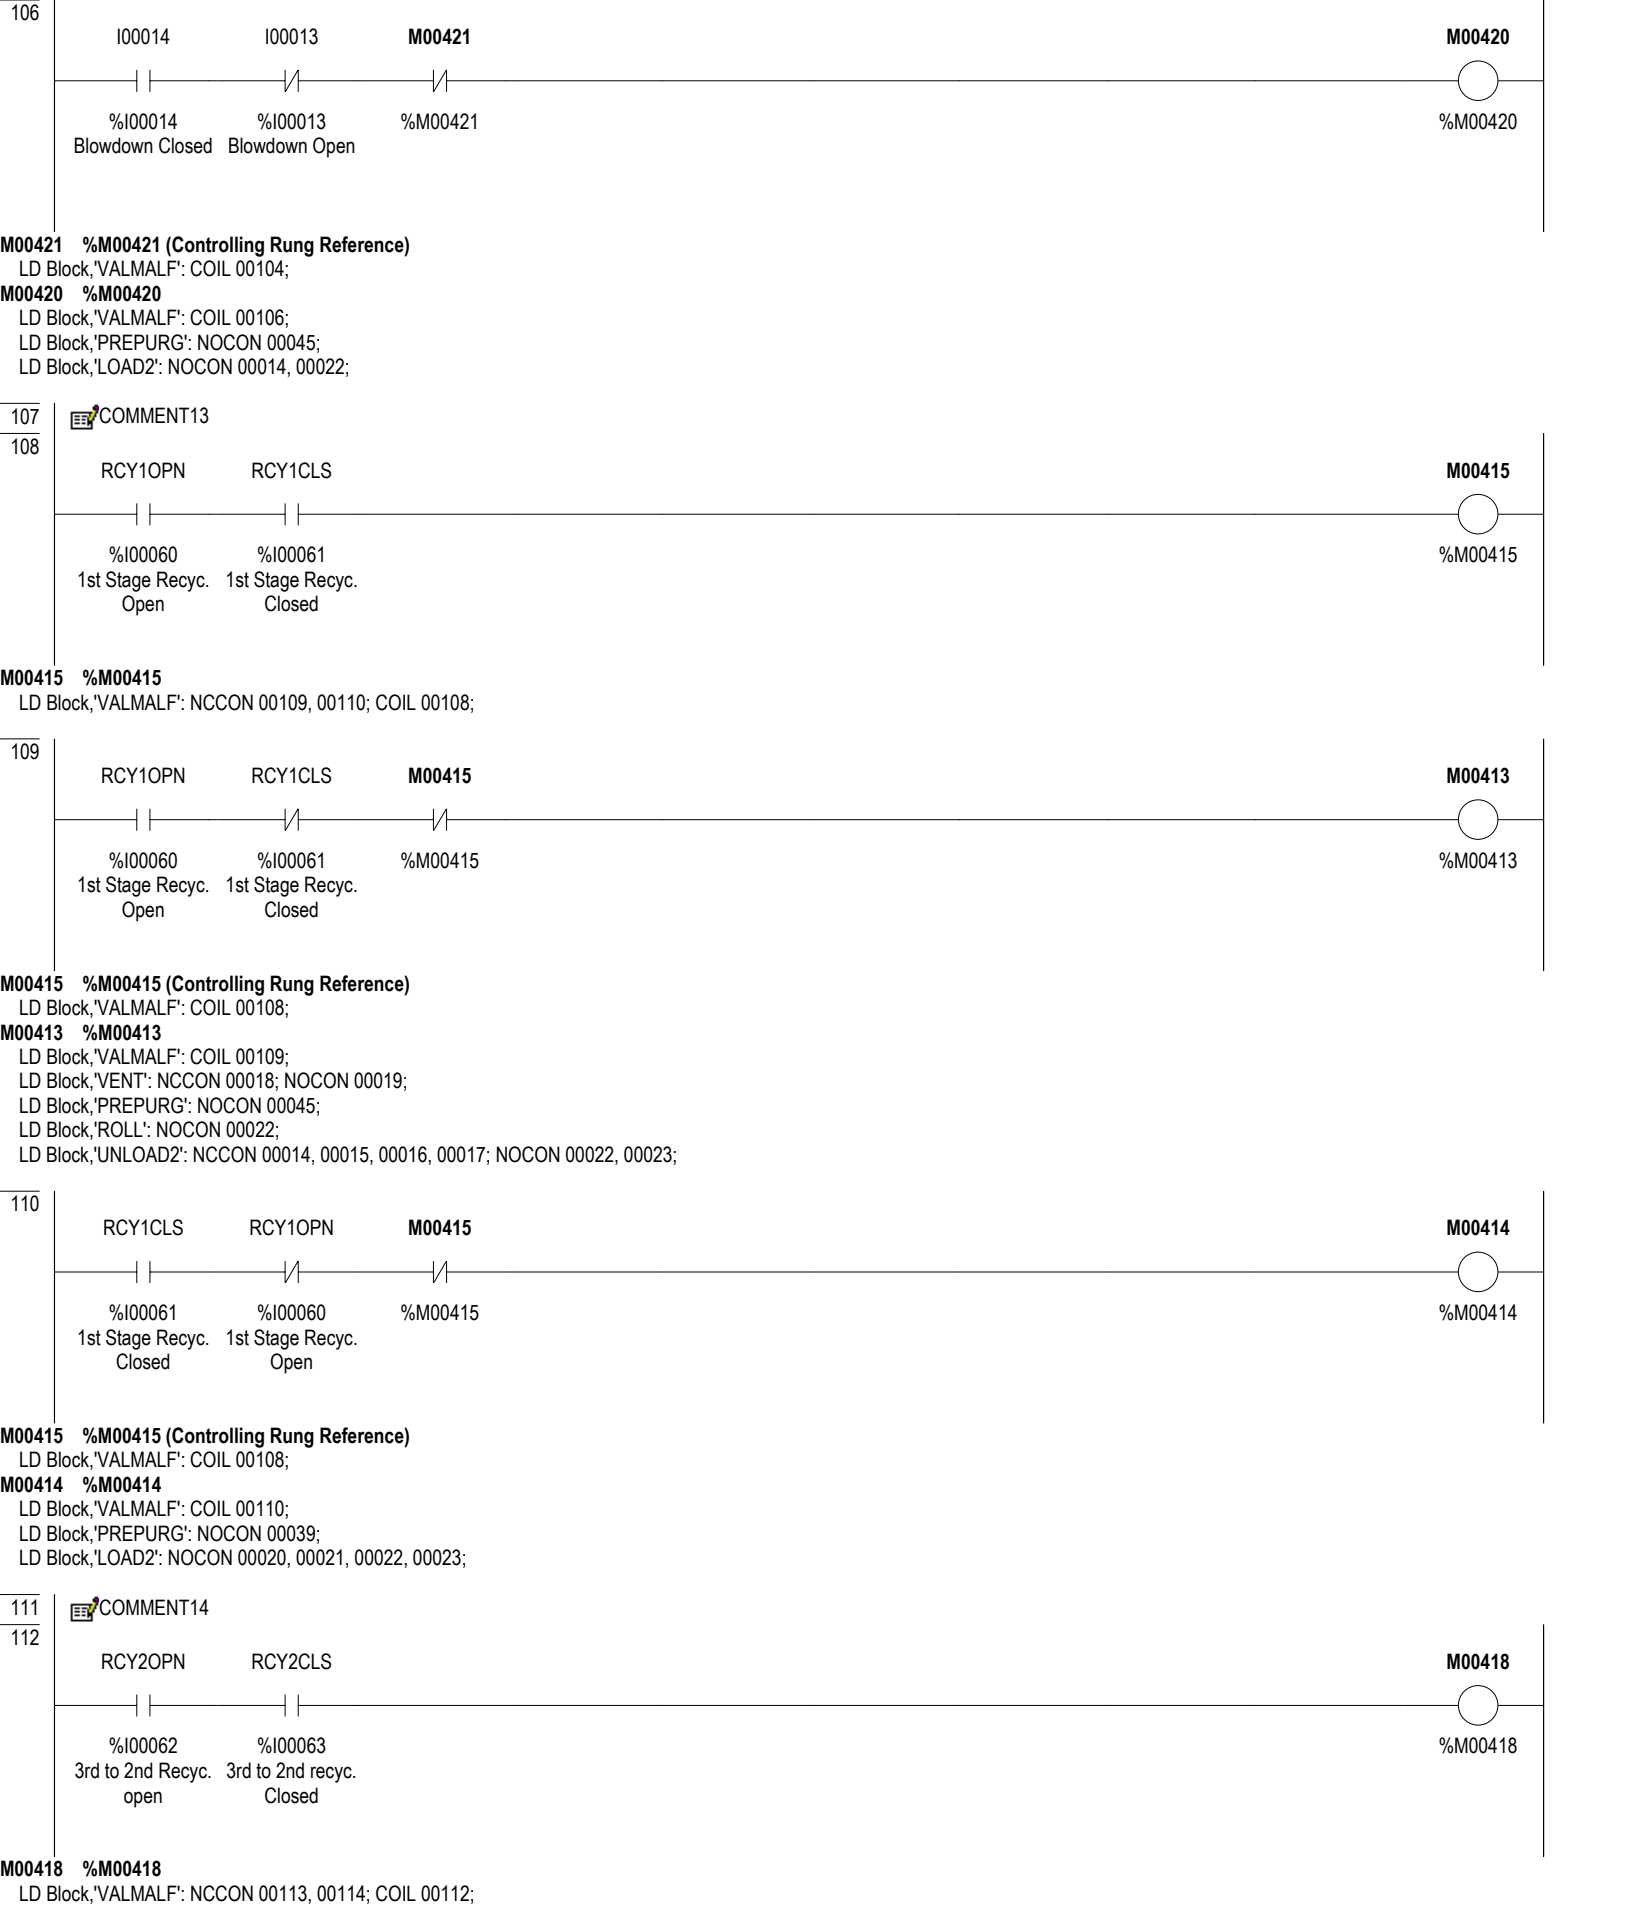 106
I00014 I00013 M00421 M00420
%I00014 %I00013 %M00421 %M00420
Blowdown Closed Blowdown Open
M00421 %M00421 (Controlling Rung Reference)
LD Block,'VALMALF': COIL 00104;
M00420 %M00420
LD Block,'VALMALF': COIL 00106;
LD Block,'PREPURG': NOCON 00045;
LD Block,'LOAD2': NOCON 00014, 00022;
107 COMMENT13
108
RCY1OPN RCY1CLS M00415
%I00060 %I00061 %M00415
1st Stage Recyc. 1st Stage Recyc.
Open Closed
M00415 %M00415
LD Block,'VALMALF': NCCON 00109, 00110; COIL 00108;
109
RCY1OPN RCY1CLS M00415 M00413
%I00060 %I00061 %M00415 %M00413
1st Stage Recyc. 1st Stage Recyc.
Open Closed
M00415 %M00415 (Controlling Rung Reference)
LD Block,'VALMALF': COIL 00108;
M00413 %M00413
LD Block,'VALMALF': COIL 00109;
LD Block,'VENT': NCCON 00018; NOCON 00019;
LD Block,'PREPURG': NOCON 00045;
LD Block,'ROLL': NOCON 00022;
LD Block,'UNLOAD2': NCCON 00014, 00015, 00016, 00017; NOCON 00022, 00023;
110
RCY1CLS RCY1OPN M00415 M00414
%I00061 %I00060 %M00415 %M00414
1st Stage Recyc. 1st Stage Recyc.
Closed Open
M00415 %M00415 (Controlling Rung Reference)
LD Block,'VALMALF': COIL 00108;
M00414 %M00414
LD Block,'VALMALF': COIL 00110;
LD Block,'PREPURG': NOCON 00039;
LD Block,'LOAD2': NOCON 00020, 00021, 00022, 00023;
111 COMMENT14
112
RCY2OPN RCY2CLS M00418
%I00062 %I00063 %M00418
3rd to 2nd Recyc. 3rd to 2nd recyc.
open Closed
M00418 %M00418
LD Block,'VALMALF': NCCON 00113, 00114; COIL 00112;